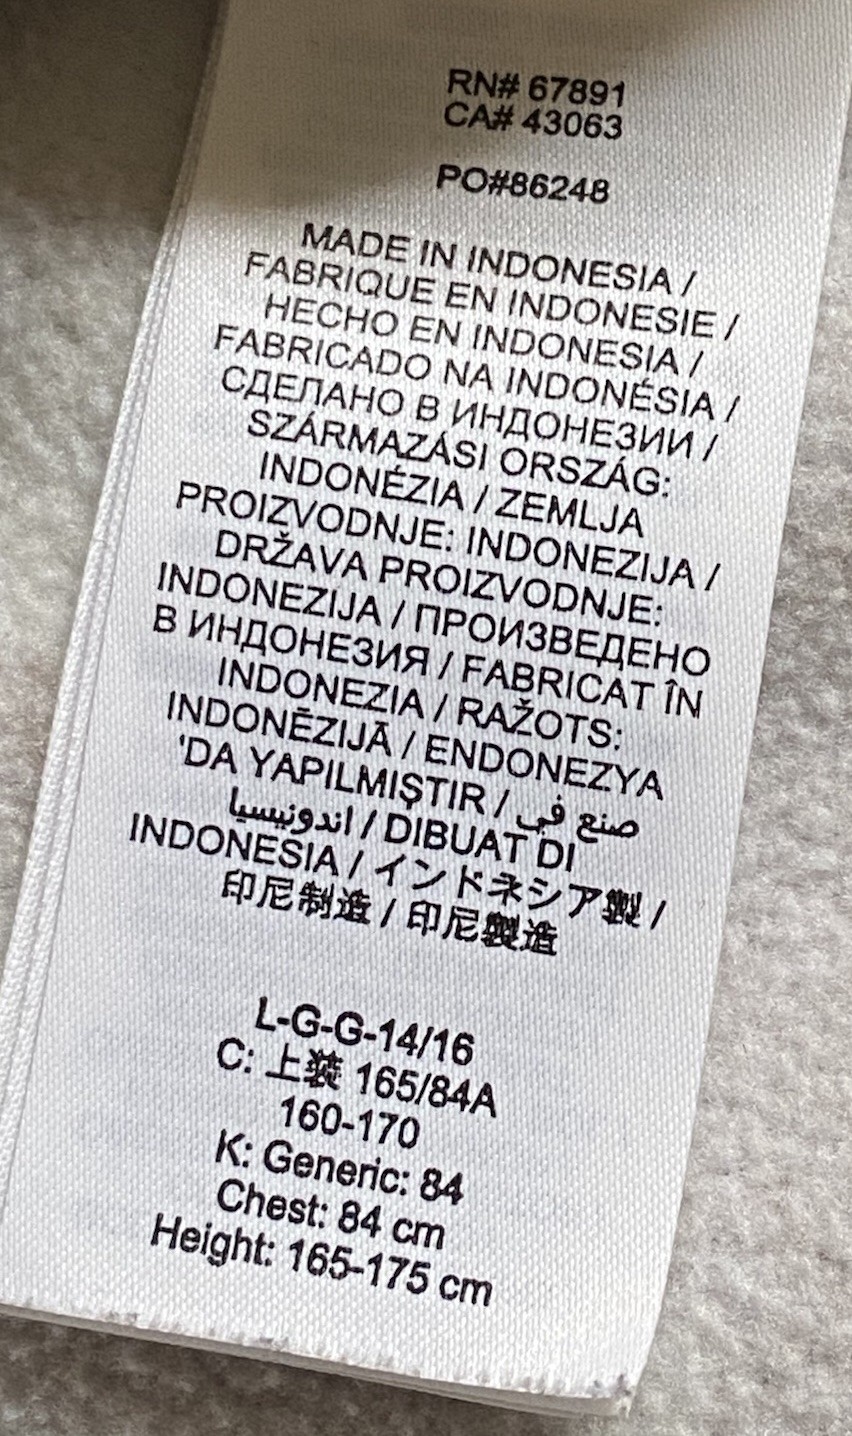 RN# 67891
CA# 43063
PO#86248
MADE IN INDONESIA /
FABRIQUE EN INDONESIE /
HECHO EN INDONESIA /
FABRICADO NA INDONÉSIA /
СДЕЛАНО В ИНДОНЕЗИИ /
SZÁRMAZÁSI ORSZÁG:
INDONÉZIA / ZEMLJA
PROIZVODNJE: INDONEZIJA /
DRŽAVA PROIZVODNJE:
INDONEZIJA / ПРОИЗВЕДЕНО
В ИНДОНЕЗИЯ / FABRICAT ÎN
INDONEZIA / RAŽOTS:
INDONĒZIJĀ / ENDONEZYA
'DA YAPILMIŞTIR / صنع في
اندونيسيا / DIBUAT DI
INDONESIA / インドネシア製 /
印尼制造 / 印尼製造
L-G-G-14/16
C: 上装 165/84A
160-170
K: Generic: 84
Chest: 84 cm
Height: 165-175 cm